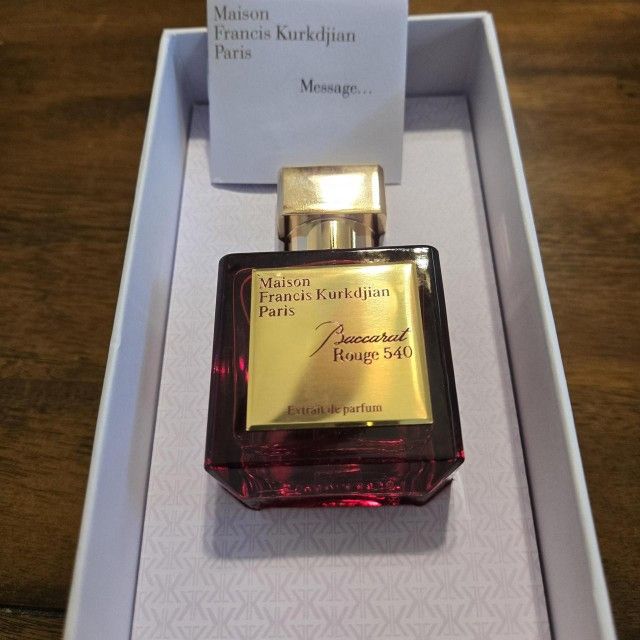 Maison
Francis Kurkdjian
Paris
Message...
Maison
Francis Kurkdjian
Paris
Baccarat
Rouge 540
Extrait de parfum